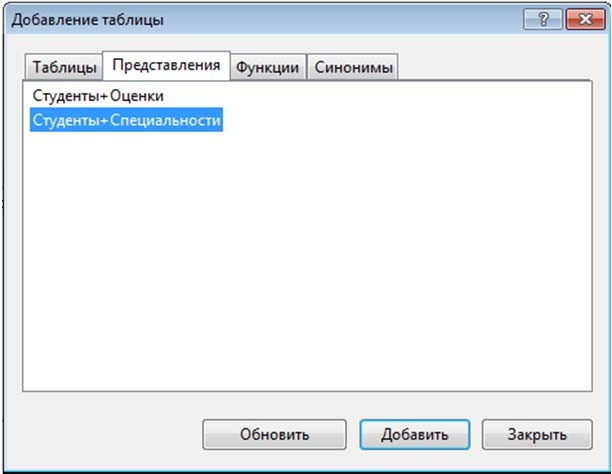 Добавление таблицы
Таблицы Представления Функции Синонимы
Студенты+Оценки
Студенты+Специальности
Обновить Добавить Закрыть